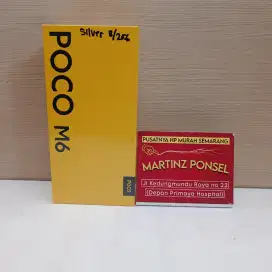 Silver 8/256
POCO M6
POCO
PUSATNYA HP MURAH SEMARANG
MARTINZ PONSEL
Jl Kedungmundu Raya no 23
(Depan Primaya Hospital)